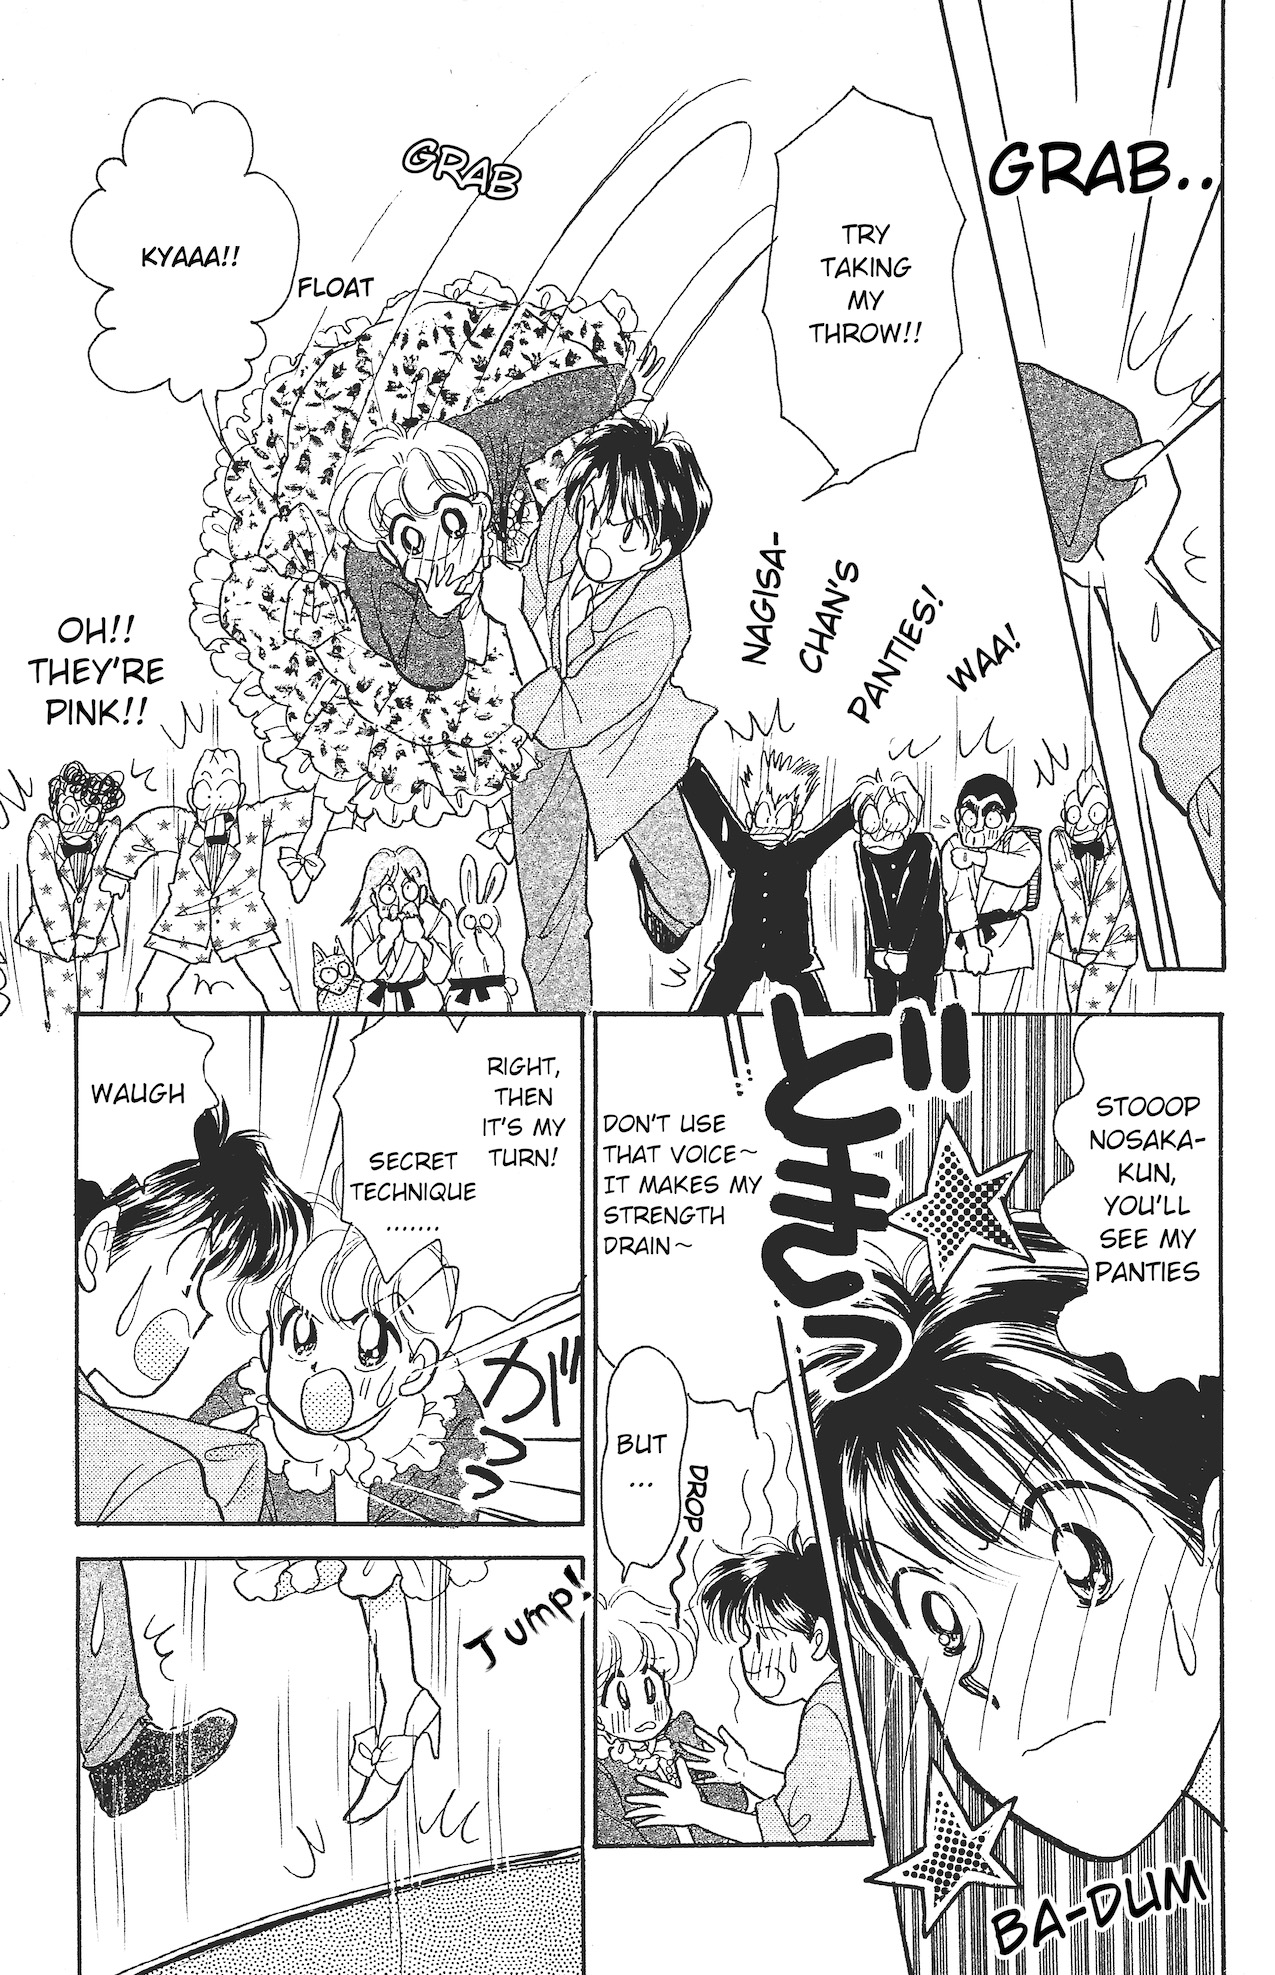 GRAB..
TRY
TAKING
MY
THROW!!
GRAB
KYAAA!!
FLOAT
NAGISA-
CHAN'S
PANTIES!
WAA!
OH!!
THEY'RE
PINK!!
STOOOP
NOSAKA-
KUN,
YOU'LL
SEE MY
PANTIES
どきっ
BA-DUM
DON'T USE
THAT VOICE~
IT MAKES MY
STRENGTH
DRAIN~
BUT
...
DROP
RIGHT,
THEN
IT'S MY
TURN!
SECRET
TECHNIQUE
.......
WAUGH
がっ
Jump!